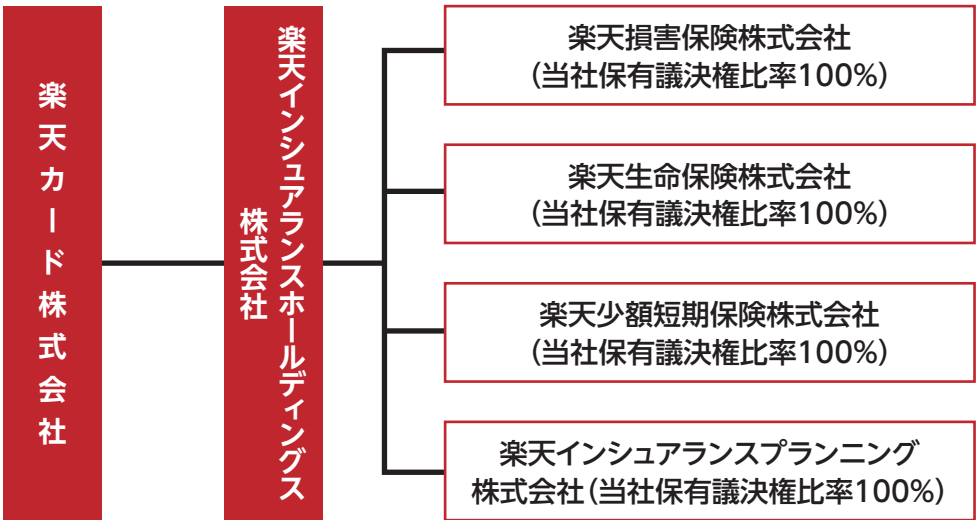 楽天カード株式会社
楽天インシュアランスホールディングス
株式会社
楽天損害保険株式会社
（当社保有議決権比率100%）
楽天生命保険株式会社
（当社保有議決権比率100%）
楽天少額短期保険株式会社
（当社保有議決権比率100%）
楽天インシュアランスプランニング
株式会社（当社保有議決権比率100%）